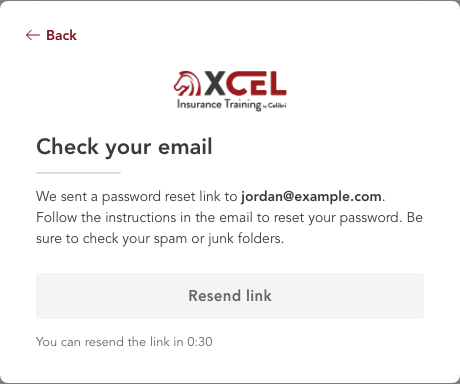 Back
XCEL
Insurance Training by Colibri
Check your email
We sent a password reset link to jordan@example.com.
Follow the instructions in the email to reset your password. Be
sure to check your spam or junk folders.
Resend link
You can resend the link in 0:30